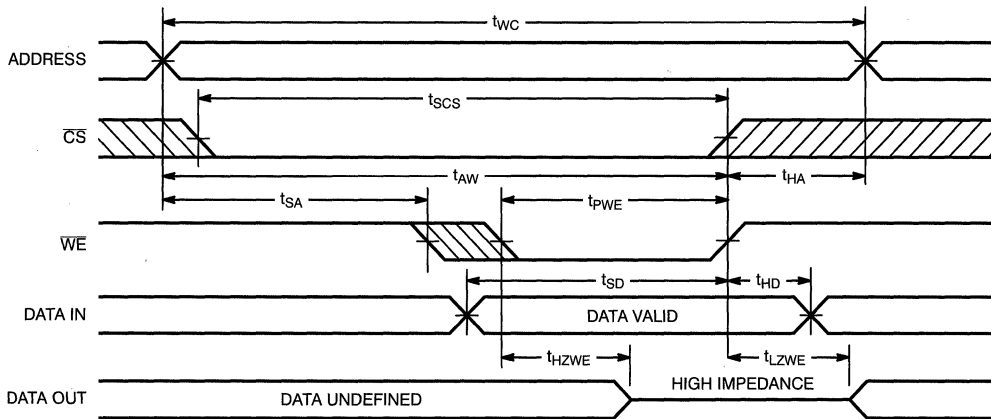 tWC
ADDRESS
tSCS
CS
tAW
tHA
tSA
tPWE
WE
tSD
tHD
DATA IN
DATA VALID
tHZWE
tLZWE
HIGH IMPEDANCE
DATA OUT
DATA UNDEFINED